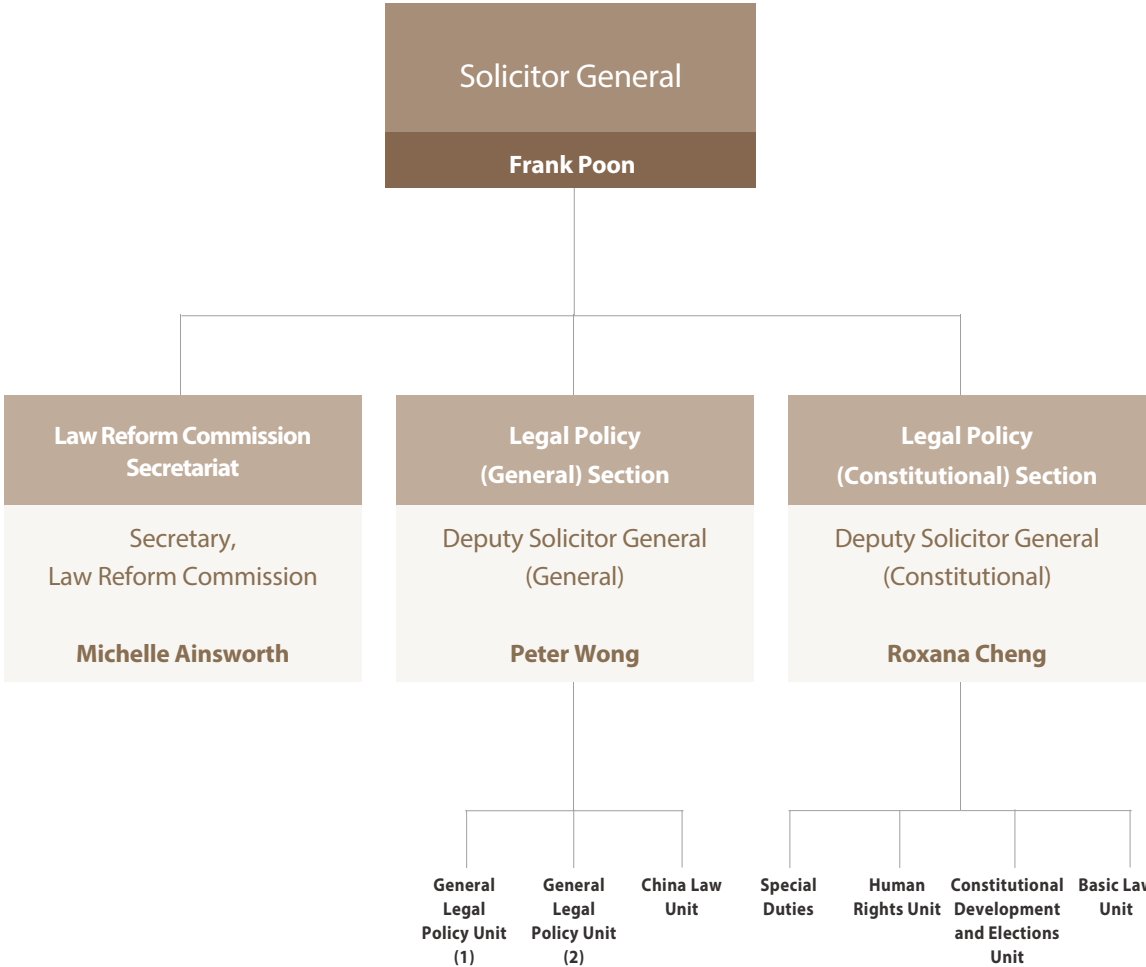 Solicitor General
Frank Poon
Law Reform Commission
Secretariat
Secretary,
Law Reform Commission
Michelle Ainsworth
Legal Policy
(General) Section
Deputy Solicitor General
(General)
Peter Wong
Legal Policy
(Constitutional) Section
Deputy Solicitor General
(Constitutional)
Roxana Cheng
General
Legal
Policy Unit
(1)
General
Legal
Policy Unit
(2)
China Law
Unit
Special
Duties
Human
Rights Unit
Constitutional
Development
and Elections
Unit
Basic Law
Unit